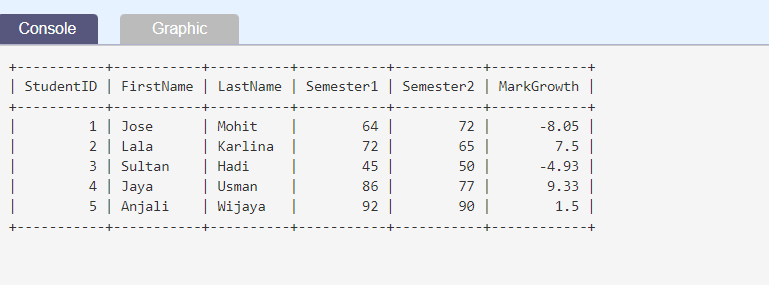 Console Graphic
+-----------+-----------+----------+-----------+-----------+------------+
| StudentID | FirstName | LastName | Semester1 | Semester2 | MarkGrowth |
+-----------+-----------+----------+-----------+-----------+------------+
|         1 | Jose      | Mohit    |        64 |        72 |      -8.05 |
|         2 | Lala      | Karlina  |        72 |        65 |        7.5 |
|         3 | Sultan    | Hadi     |        45 |        50 |      -4.93 |
|         4 | Jaya      | Usman    |        86 |        77 |       9.33 |
|         5 | Anjali    | Wijaya   |        92 |        90 |        1.5 |
+-----------+-----------+----------+-----------+-----------+------------+